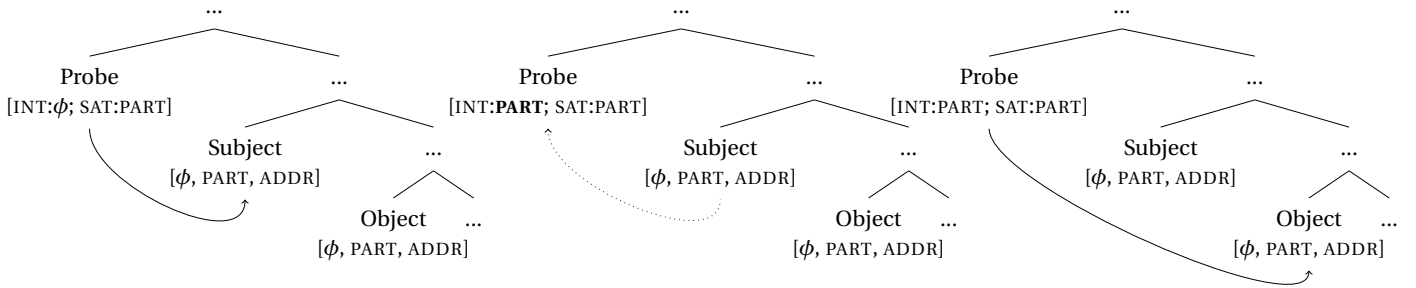 ... ... ...
Probe ... Probe ... Probe ...
[INT:ϕ; SAT:PART] [INT:PART; SAT:PART] [INT:PART; SAT:PART]
Subject ... Subject ... Subject ...
[ϕ, PART, ADDR] [ϕ, PART, ADDR] [ϕ, PART, ADDR]
Object ... Object ... Object ...
[ϕ, PART, ADDR] [ϕ, PART, ADDR] [ϕ, PART, ADDR]